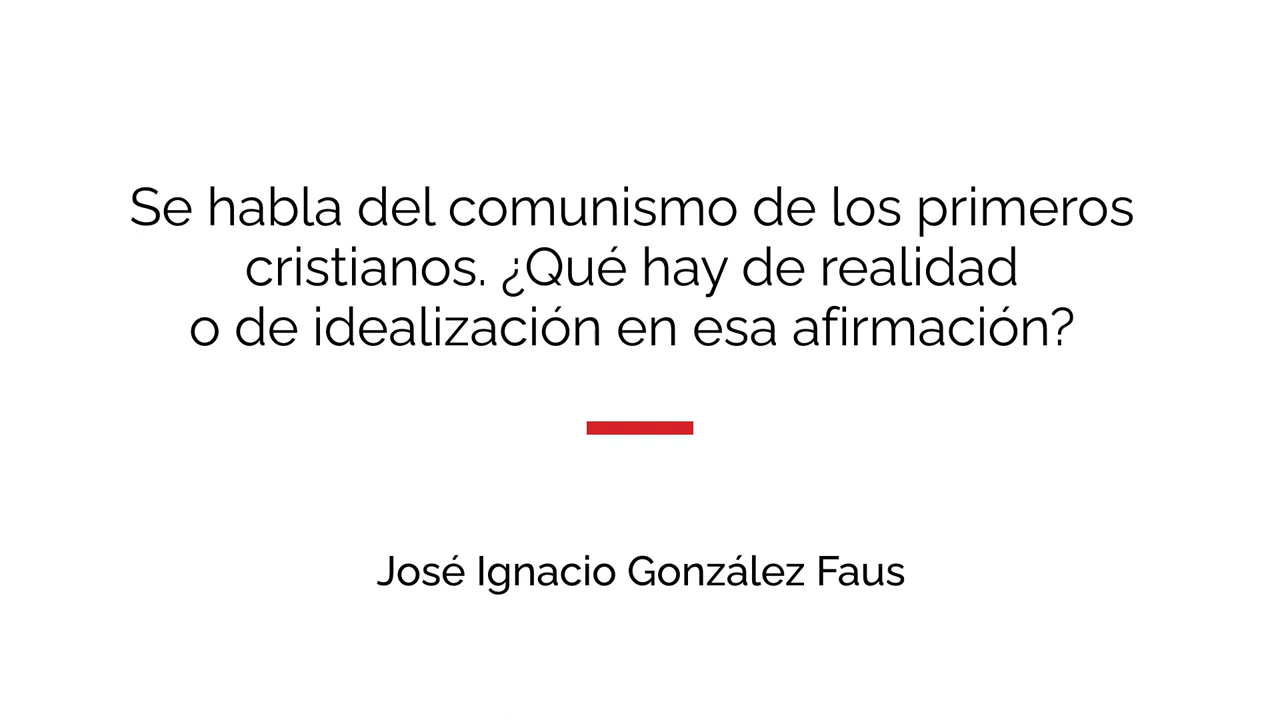 Se habla del comunismo de los primeros
cristianos. ¿Qué hay de realidad
o de idealización en esa afirmación?
José Ignacio González Faus